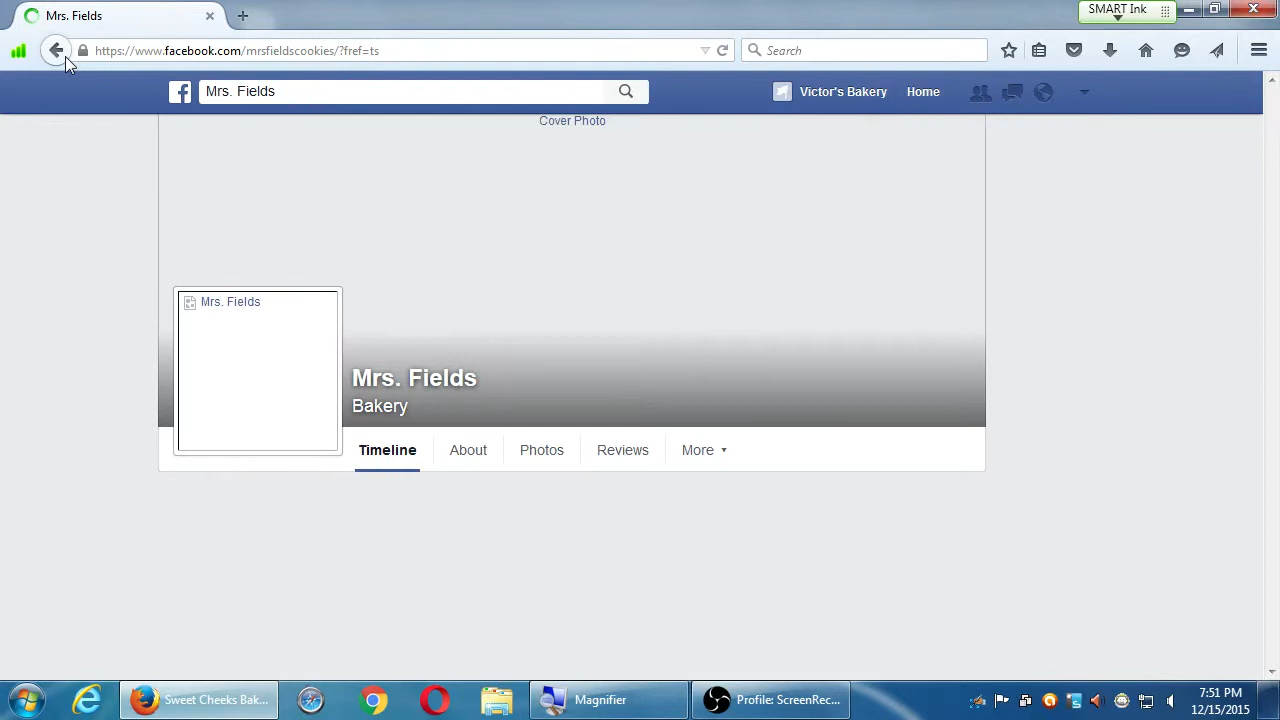 Mrs. Fields
SMART Ink
https://www.facebook.com/mrsfieldscookies/?fref=ts
Search
Mrs. Fields
Victor's Bakery
Home
Cover Photo
Mrs. Fields
Mrs. Fields
Bakery
Timeline
About
Photos
Reviews
More
Sweet Cheeks Bak...
Magnifier
Profile: ScreenRec...
7:51 PM
12/15/2015